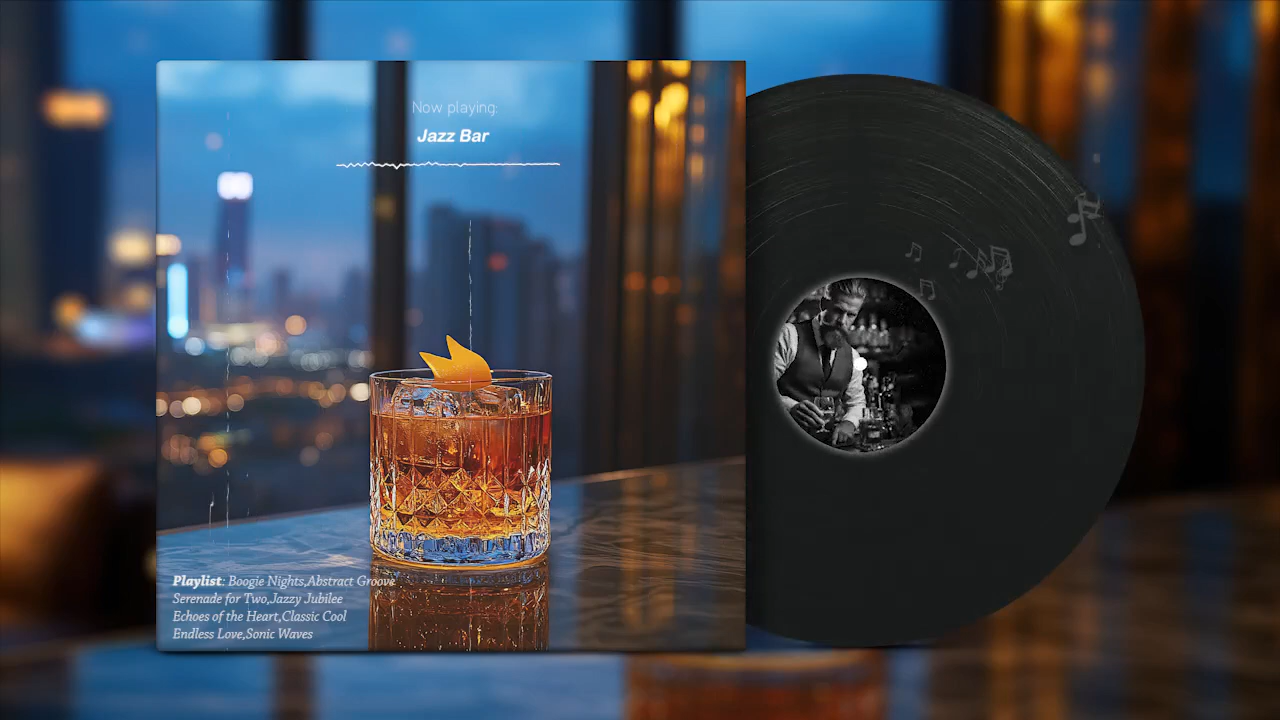 Now playing:
Jazz Bar
Playlist: Boogie Nights,Abstract Groove
Serenade for Two,Jazzy Jubilee
Echoes of the Heart,Classic Cool
Endless Love,Sonic Waves